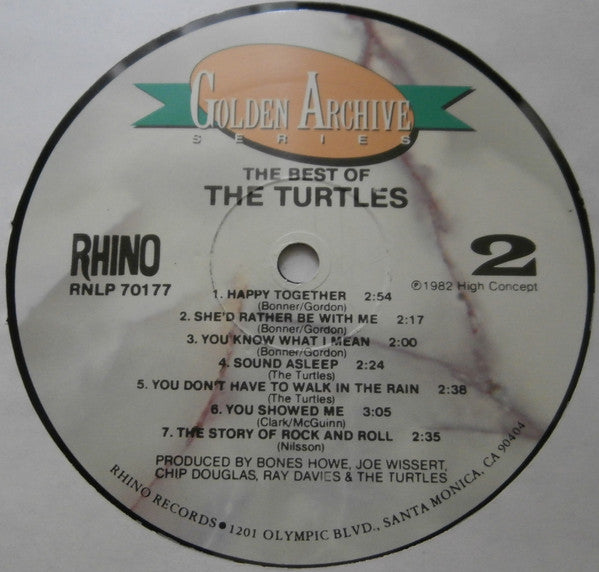 GOLDEN ARCHIVE
SERIES
THE BEST OF
THE TURTLES
RHINO
RNLP 70177
2
℗1982 High Concept
1. HAPPY TOGETHER 2:54
(Bonner/Gordon)
2. SHE'D RATHER BE WITH ME 2:17
(Bonner/Gordon)
3. YOU KNOW WHAT I MEAN 2:00
(Bonner/Gordon)
4. SOUND ASLEEP 2:24
(The Turtles)
5. YOU DON'T HAVE TO WALK IN THE RAIN 2:38
(The Turtles)
6. YOU SHOWED ME 3:05
(Clark/McGuinn)
7. THE STORY OF ROCK AND ROLL 2:35
(Nilsson)
PRODUCED BY BONES HOWE, JOE WISSERT,
CHIP DOUGLAS, RAY DAVIES & THE TURTLES
RHINO RECORDS●1201 OLYMPIC BLVD., SANTA MONICA, CA 90404